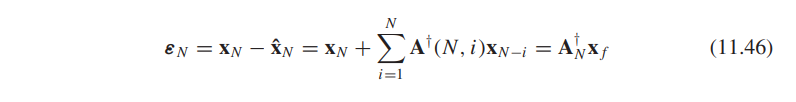 𝛆_N = 𝐱_N − 𝐱̂_N = 𝐱_N + ∑_{i=1}^{N} 𝐀^†(N, i)𝐱_{N−i} = 𝐀_N^† 𝐱_f (11.46)